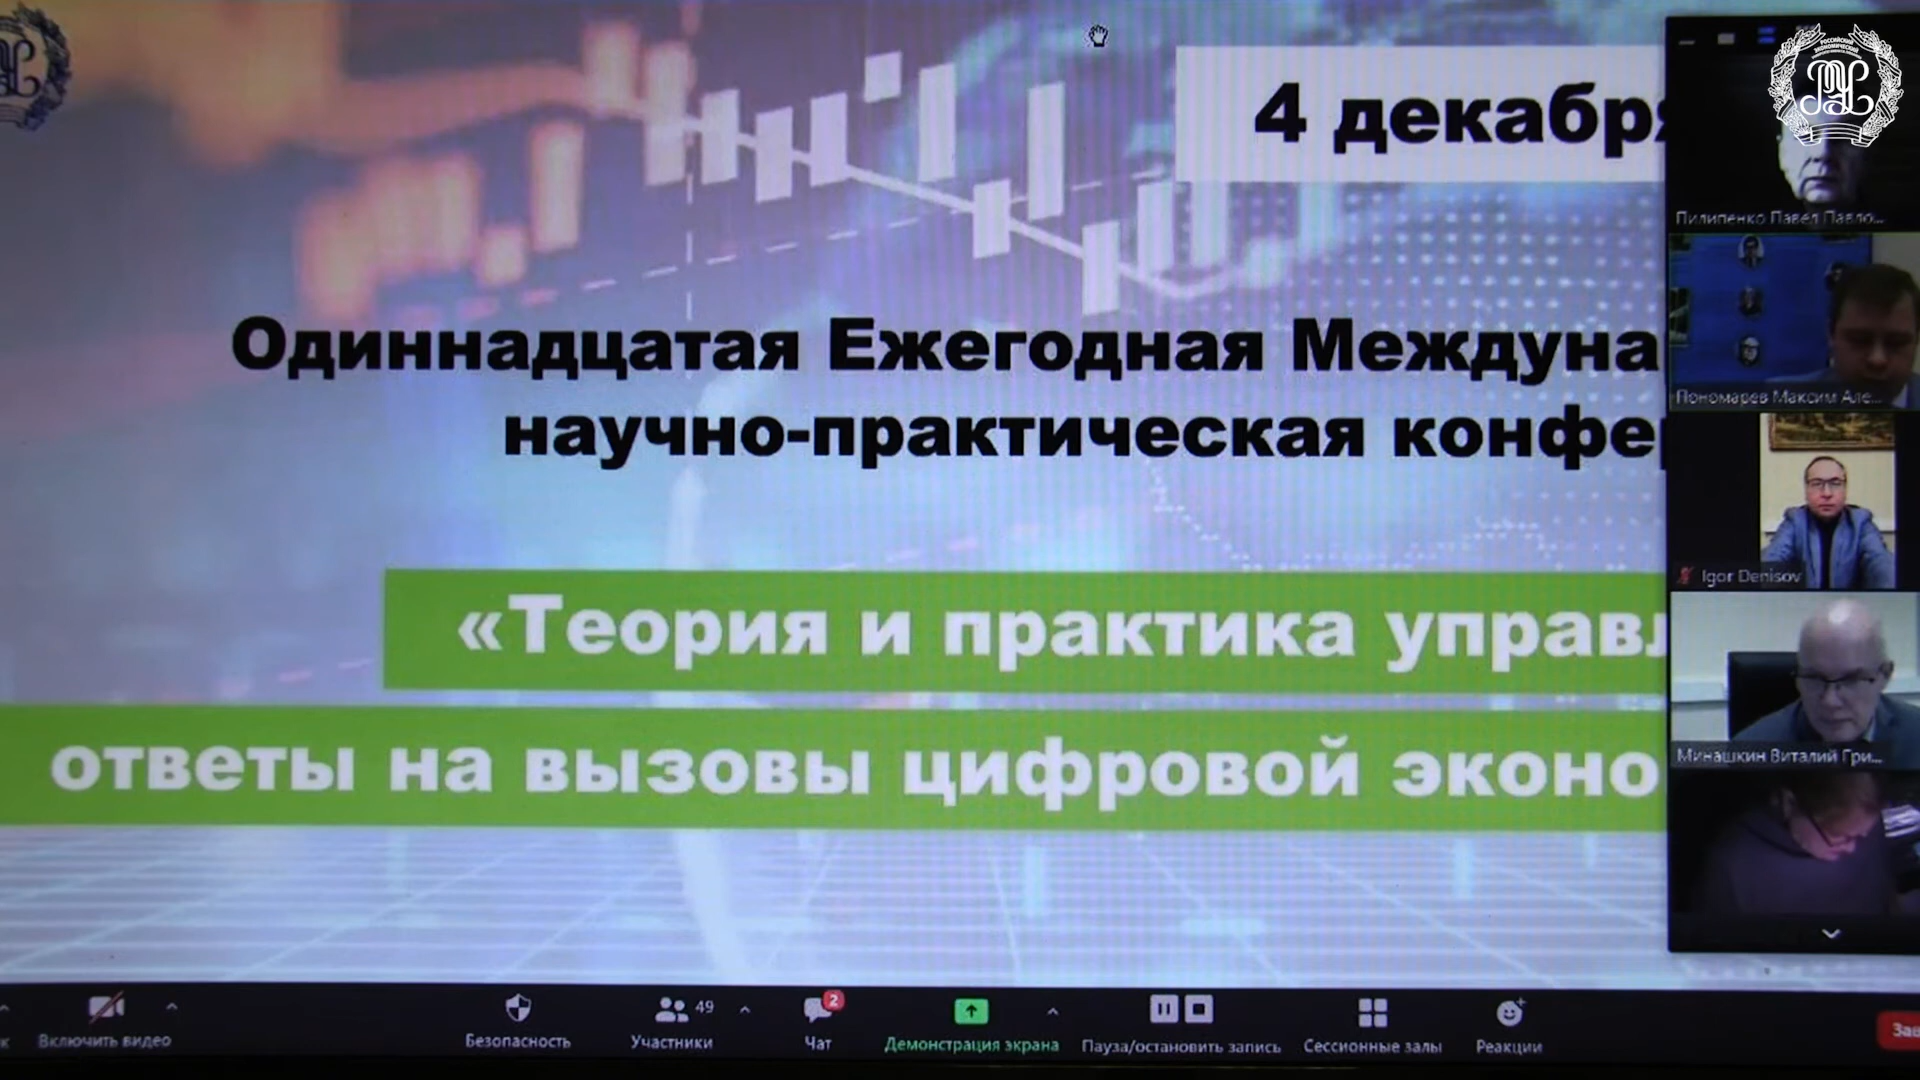 4 декабр
Одиннадцатая Ежегодная Междуна
научно-практическая конфе
«Теория и практика управл
ответы на вызовы цифровой эконо
Пилипенко Павел Павло...
Пономарев Максим Але...
Igor Denisov
Минашкин Виталий Гри...
Включить видео
Безопасность
49
Участники
2
Чат
Демонстрация экрана
Пауза/остановить запись
Сессионные залы
Реакции
Зав